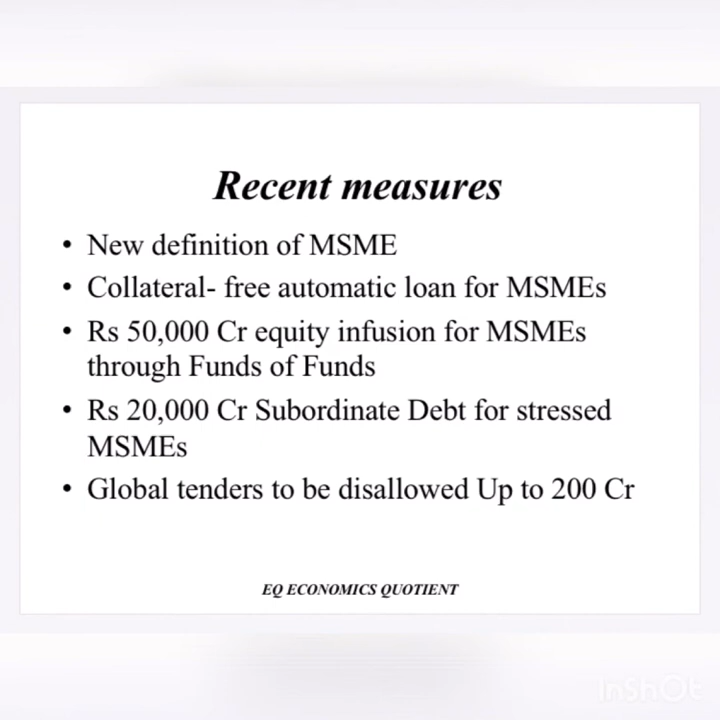 Recent measures
• New definition of MSME
• Collateral- free automatic loan for MSMEs
• Rs 50,000 Cr equity infusion for MSMEs
through Funds of Funds
• Rs 20,000 Cr Subordinate Debt for stressed
MSMEs
• Global tenders to be disallowed Up to 200 Cr
EQ ECONOMICS QUOTIENT
InShOt